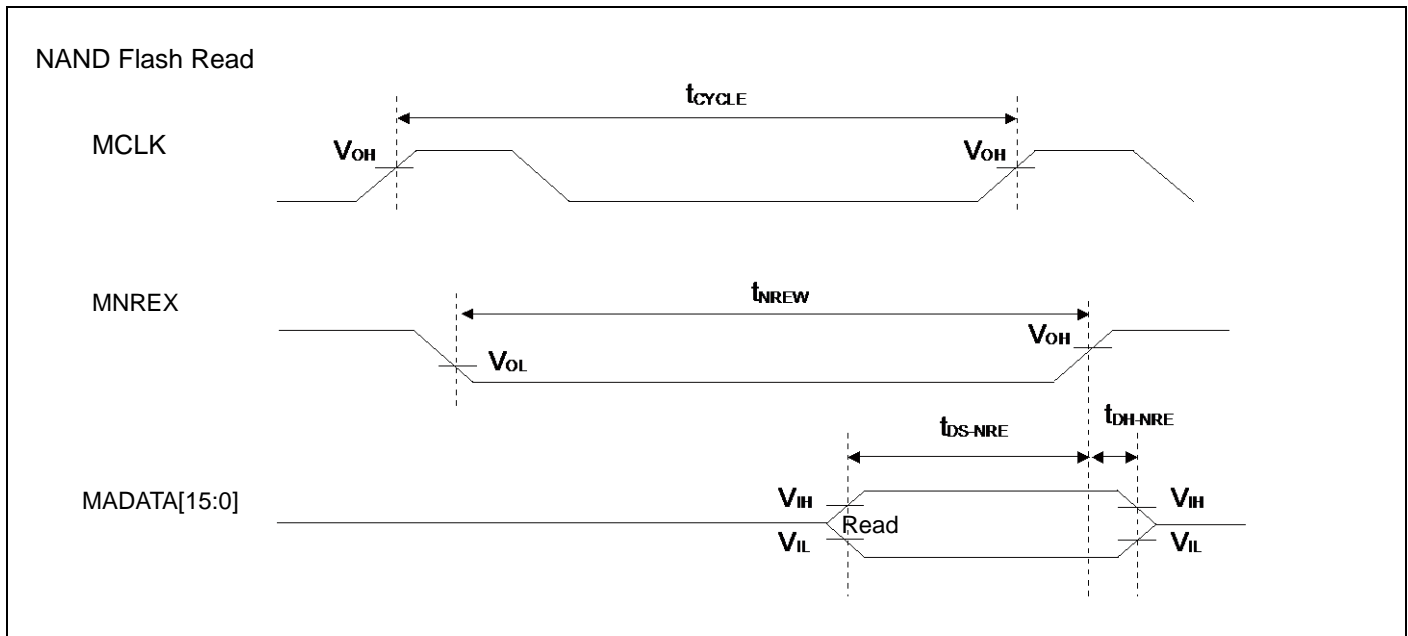 NAND Flash Read
tCYCLE
MCLK
VOH
VOH
MNREX
tNREW
VOH
VOL
tDS-NRE
tDH-NRE
MADATA[15:0]
VIH
VIH
Read
VIL
VIL